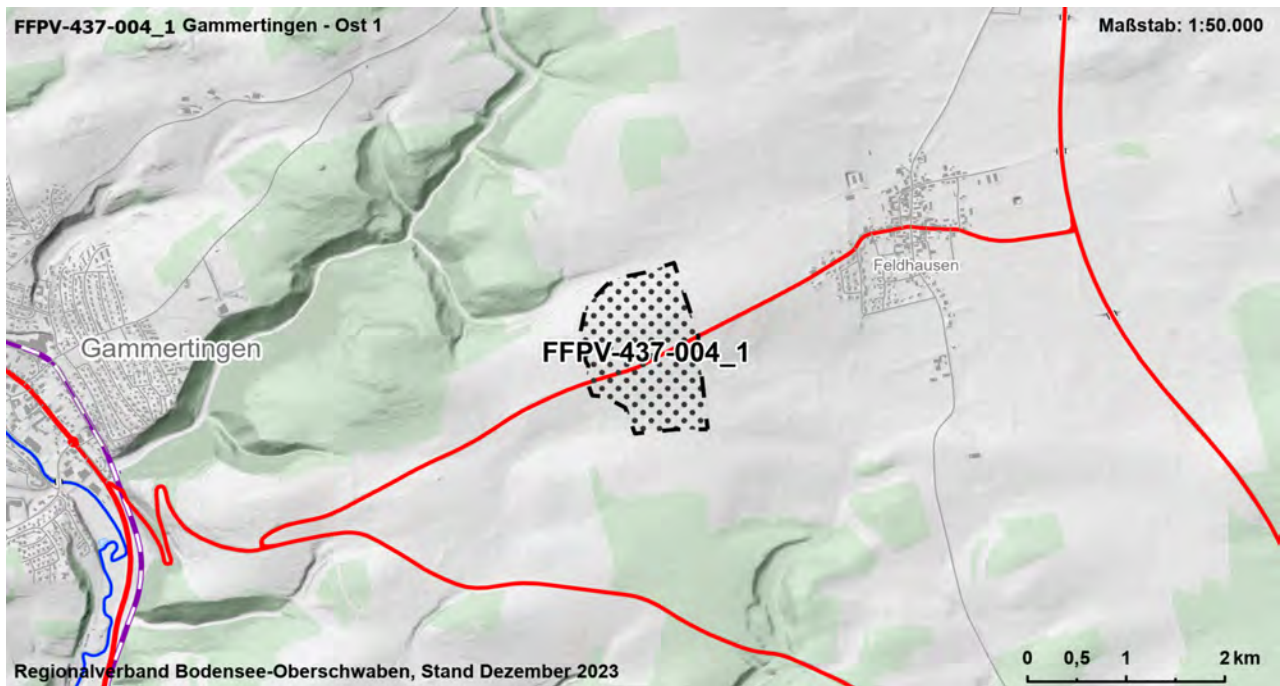 FFPV-437-004_1 Gammertingen - Ost 1
Maßstab: 1:50.000
Feldhausen
Gammertingen
FFPV-437-004_1
Regionalverband Bodensee-Oberschwaben, Stand Dezember 2023
0 0,5 1 2 km